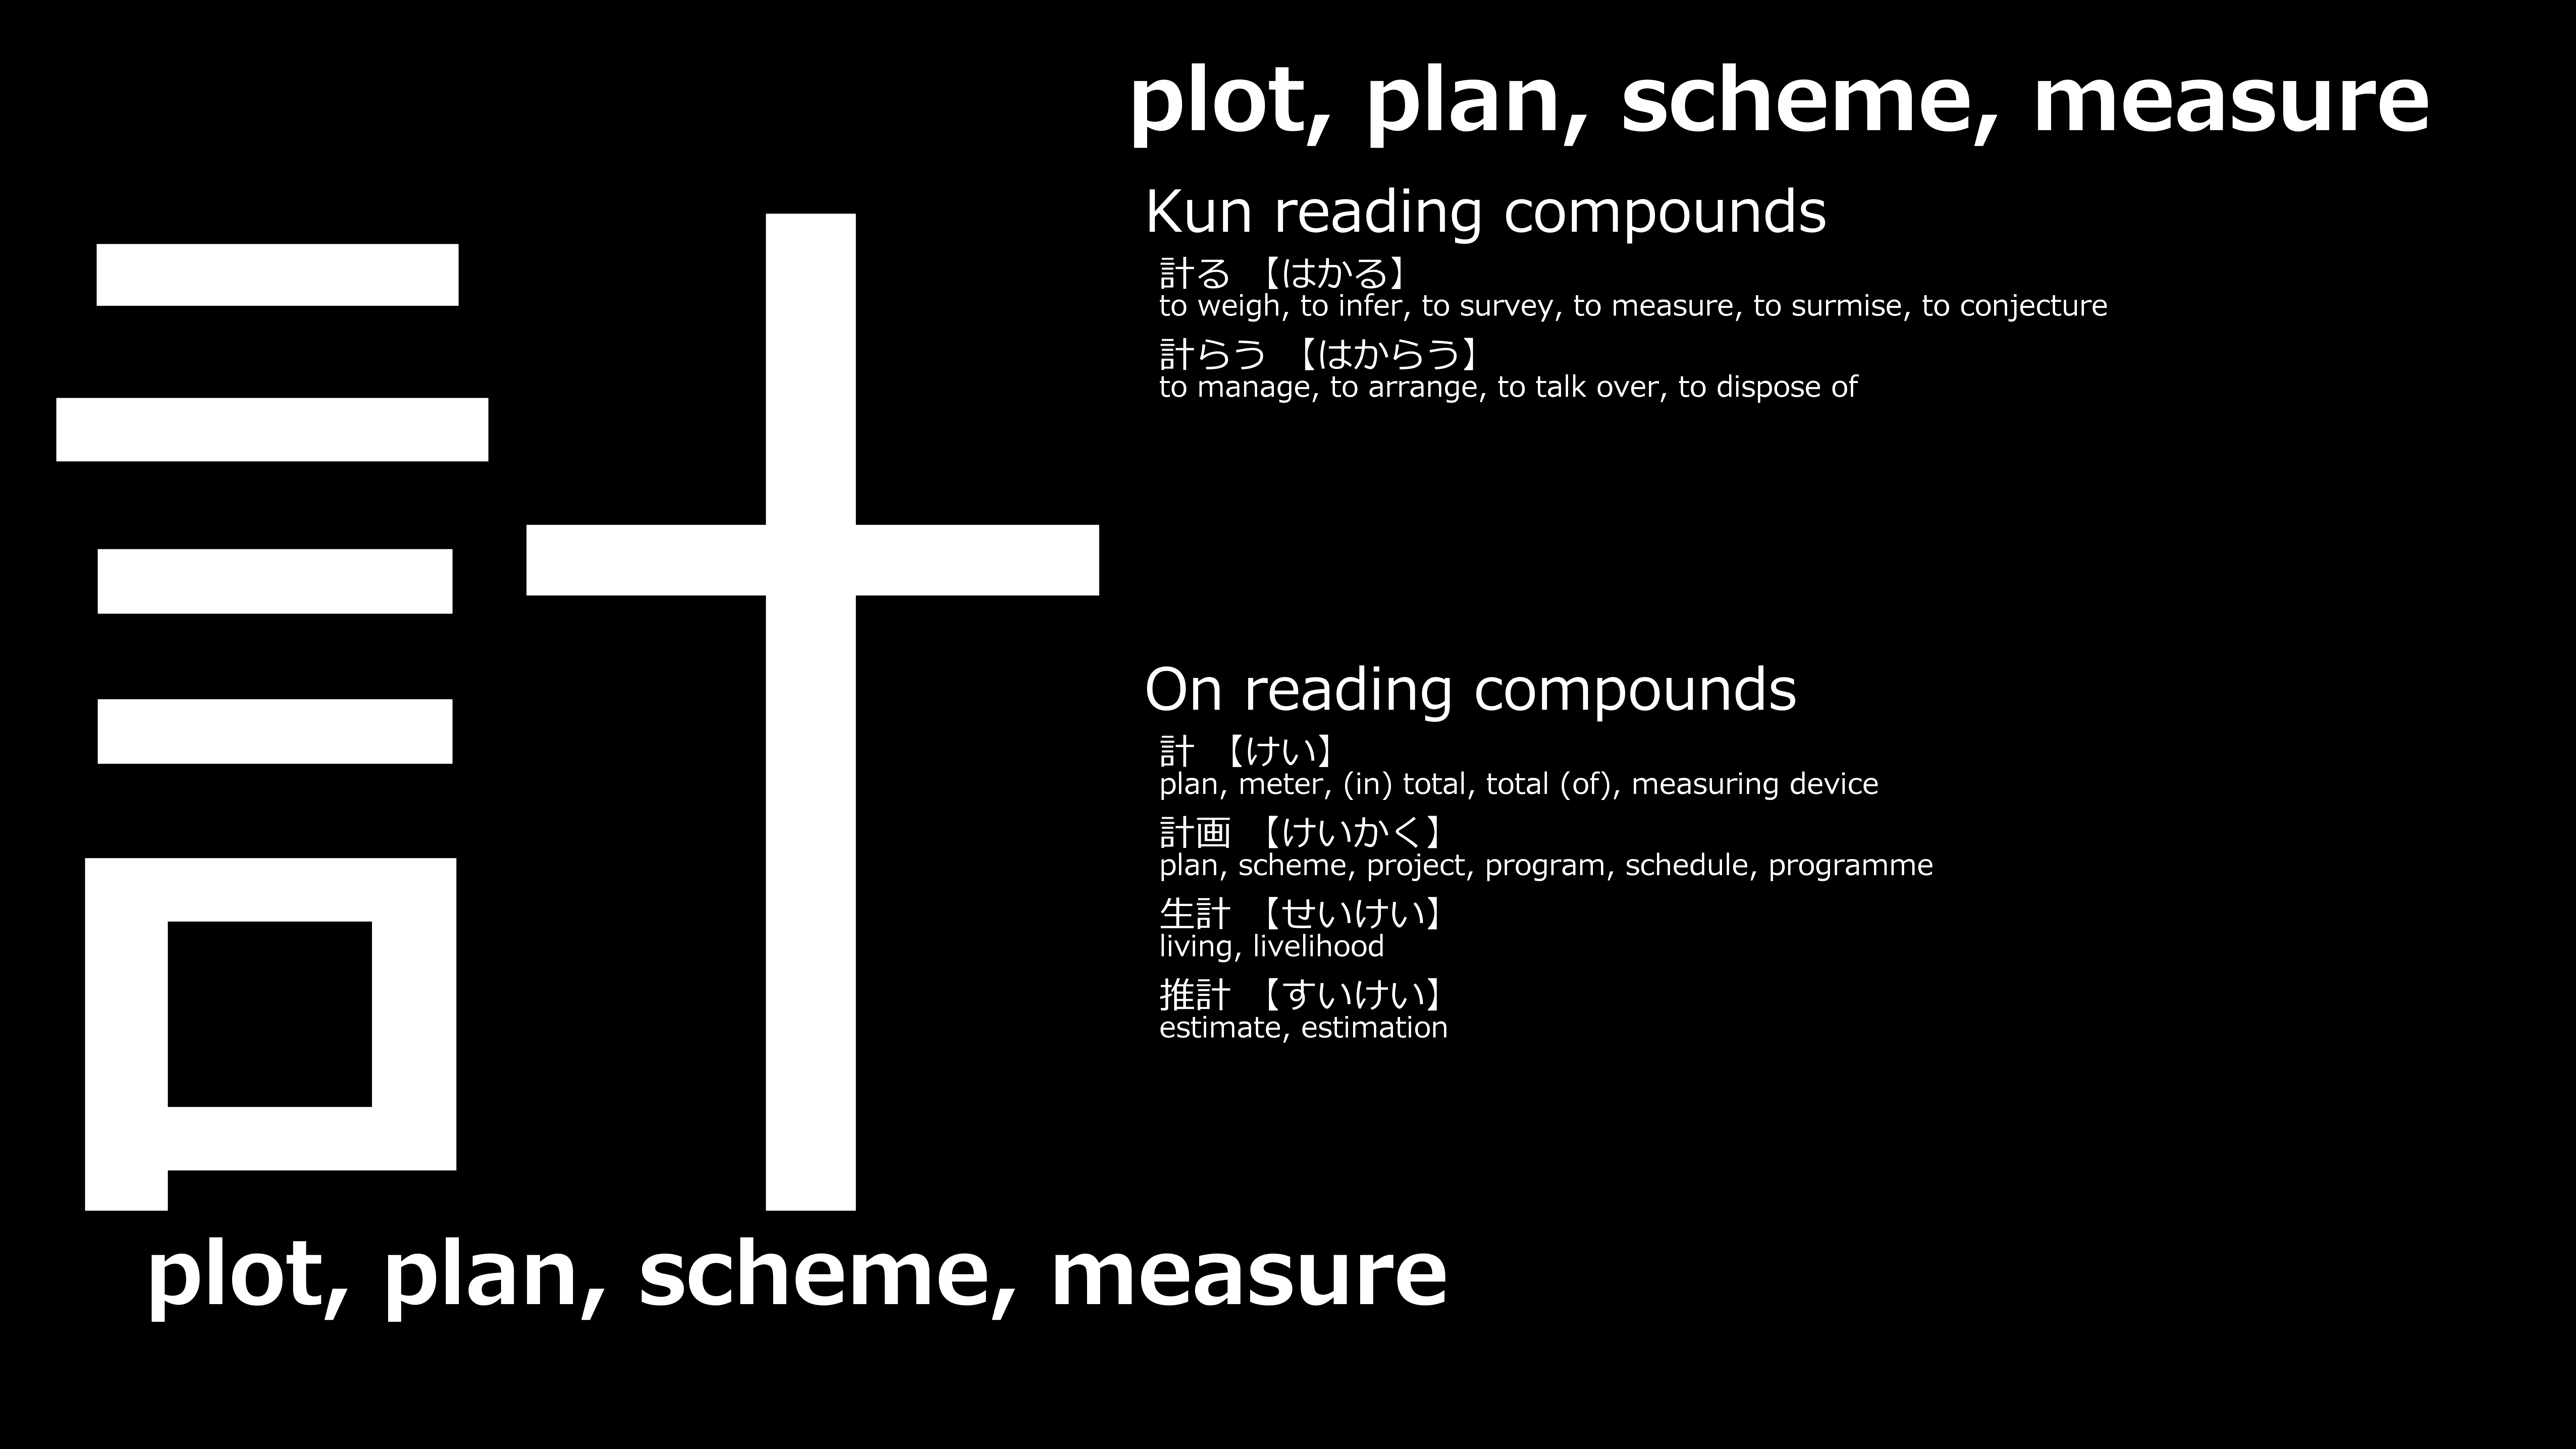 計
plot, plan, scheme, measure
plot, plan, scheme, measure
Kun reading compounds
計る 【はかる】
to weigh, to infer, to survey, to measure, to surmise, to conjecture
計らう 【はからう】
to manage, to arrange, to talk over, to dispose of
On reading compounds
計 【けい】
plan, meter, (in) total, total (of), measuring device
計画 【けいかく】
plan, scheme, project, program, schedule, programme
生計 【せいけい】
living, livelihood
推計 【すいけい】
estimate, estimation